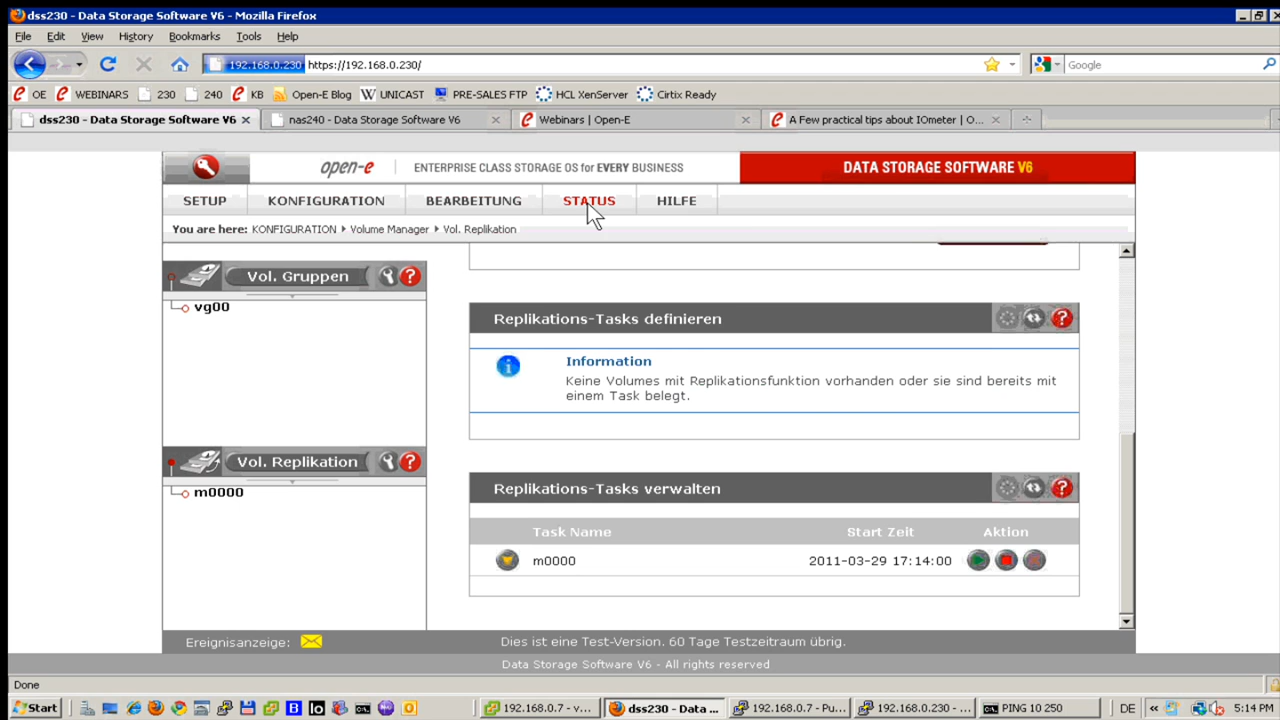 dss230 - Data Storage Software V6 - Mozilla Firefox
File Edit View History Bookmarks Tools Help
192.168.0.230 https://192.168.0.230/
Google
OE WEBINARS 230 240 KB Open-E Blog UNICAST PRE-SALES FTP HCL XenServer Cirtix Ready
dss230 - Data Storage Software V6
nas240 - Data Storage Software V6
Webinars | Open-E
A Few practical tips about IOmeter | O...
open-e
ENTERPRISE CLASS STORAGE OS for EVERY BUSINESS
DATA STORAGE SOFTWARE V6
SETUP KONFIGURATION BEARBEITUNG STATUS HILFE
You are here: KONFIGURATION Volume Manager Vol. Replikation
Vol. Gruppen
vg00
Vol. Replikation
m0000
Replikations-Tasks definieren
Information
Keine Volumes mit Replikationsfunktion vorhanden oder sie sind bereits mit
einem Task belegt.
Replikations-Tasks verwalten
Task Name Start Zeit Aktion
m0000 2011-03-29 17:14:00
Ereignisanzeige:
Dies ist eine Test-Version. 60 Tage Testzeitraum übrig.
Data Storage Software V6 - All rights reserved
Done
Start
192.168.0.7 - v...
dss230 - Data ...
192.168.0.7 - Pu...
192.168.0.230 - ...
PING 10 250
DE
5:14 PM